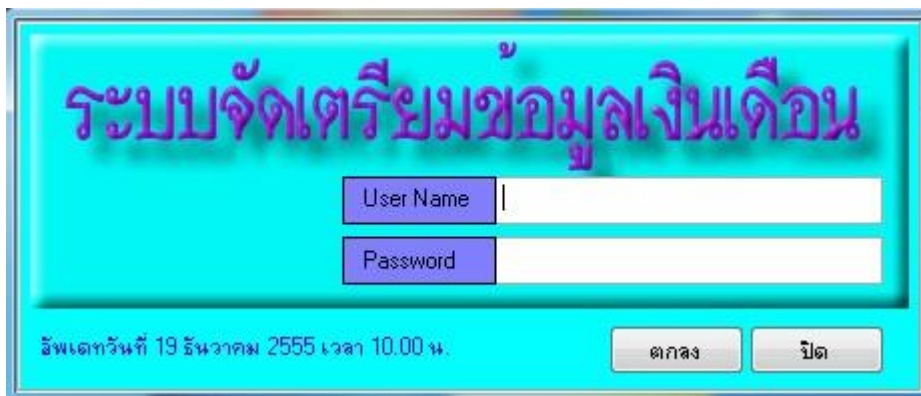 ระบบจัดเตรียมข้อมูลเงินเดือน
User Name
Password
อัพเดทวันที่ 19 ธันวาคม 2555 เวลา 10.00 น.
ตกลง ปิด